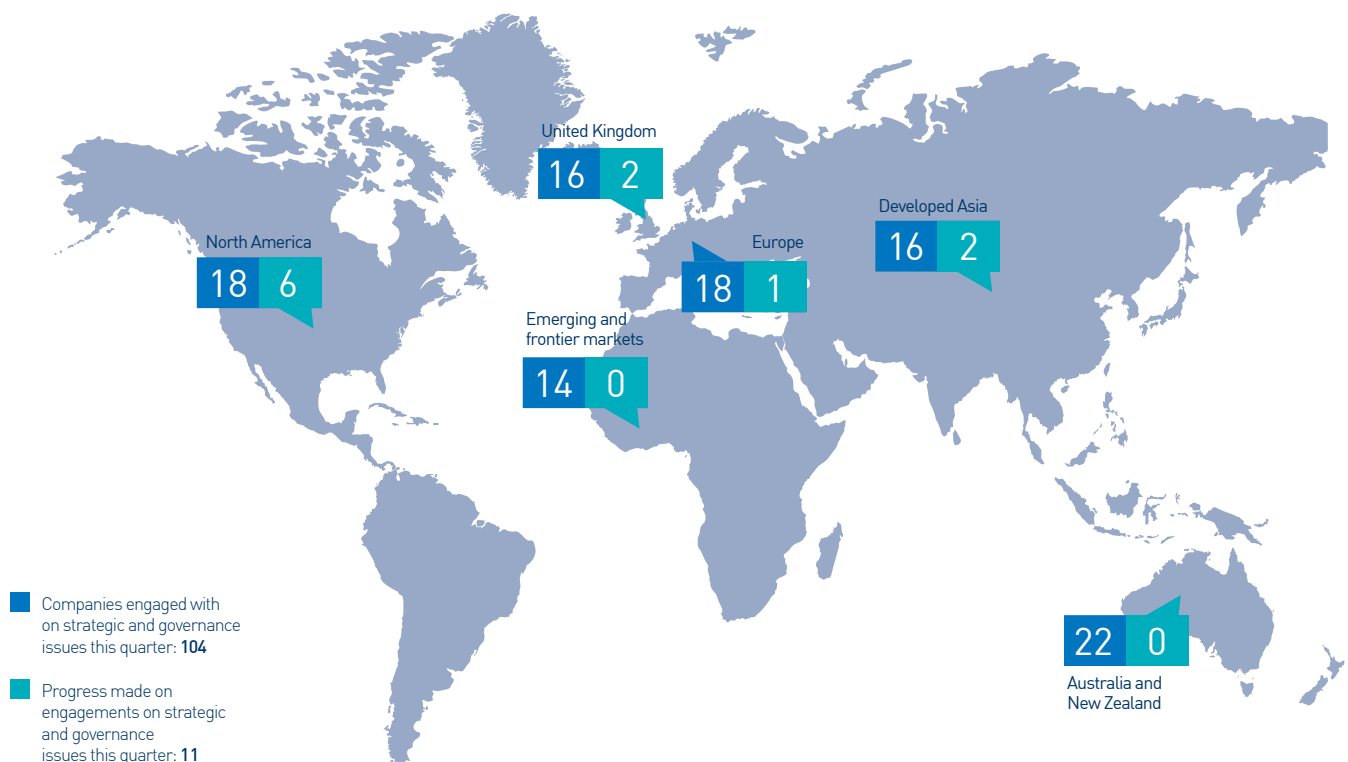 United Kingdom
16 2
Developed Asia
16 2
North America
18 6
Europe
18 1
Emerging and
frontier markets
14 0
Companies engaged with
on strategic and governance
issues this quarter: 104
22 0
Australia and
New Zealand
Progress made on
engagements on strategic
and governance
issues this quarter: 11